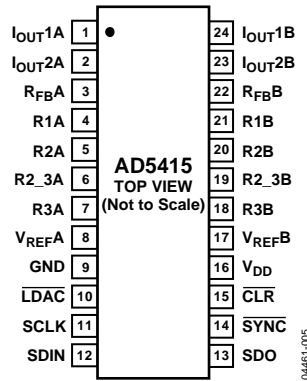 IOUT1A 1 24 IOUT1B
IOUT2A 2 23 IOUT2B
RFBA 3 22 RFBB
R1A 4 21 R1B
R2A 5 20 R2B
R2_3A 6 19 R2_3B
R3A 7 18 R3B
VREFA 8 17 VREFB
GND 9 16 VDD
LDAC 10 15 CLR
SCLK 11 14 SYNC
SDIN 12 13 SDO
AD5415
TOP VIEW
(Not to Scale)
04461-005